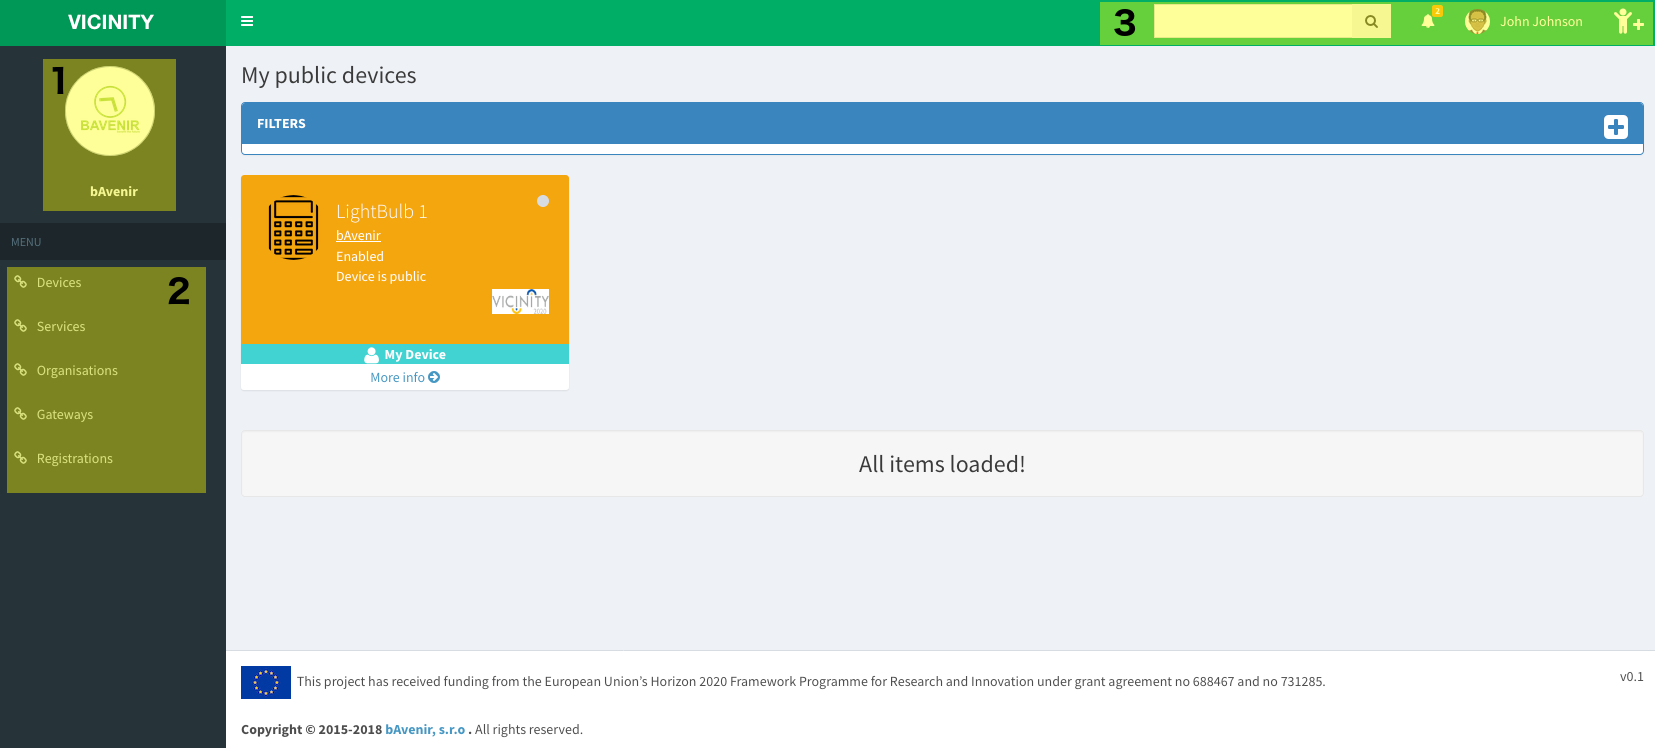 VICINITY
3
2
John Johnson
1
BAVENIR
bAvenir
MENU
2
Devices
Services
Organisations
Gateways
Registrations
My public devices
FILTERS
LightBulb 1
bAvenir
Enabled
Device is public
VICINITY
2020
My Device
More info
All items loaded!
This project has received funding from the European Union’s Horizon 2020 Framework Programme for Research and Innovation under grant agreement no 688467 and no 731285.
v0.1
Copyright © 2015-2018 bAvenir, s.r.o . All rights reserved.